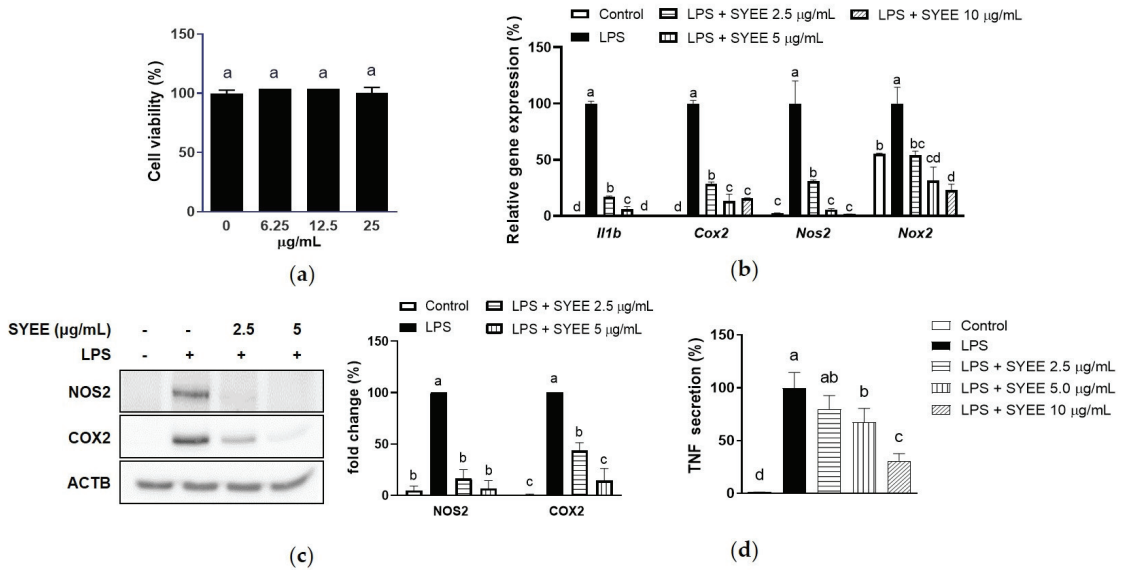 150
100
50
0
Cell viability (%)
a a a a
0 6.25 12.5 25
μg/mL
(a)
Control LPS + SYEE 2.5 μg/mL LPS + SYEE 10 μg/mL
LPS LPS + SYEE 5 μg/mL
Relative gene expression (%)
150
100
50
0
d a b c d
d a b c c
c a b c c
b a bc cd d
Il1b Cox2 Nos2 Nox2
(b)
SYEE (μg/mL) - - 2.5 5
LPS - + + +
NOS2
COX2
ACTB
Control LPS + SYEE 2.5 μg/mL
LPS LPS + SYEE 5 μg/mL
fold change (%)
150
100
50
0
b a b b
c a b c
NOS2 COX2
(c)
Control
LPS
LPS + SYEE 2.5 μg/mL
LPS + SYEE 5.0 μg/mL
LPS + SYEE 10 μg/mL
TNF secretion (%)
150
100
50
0
d a ab b c
(d)